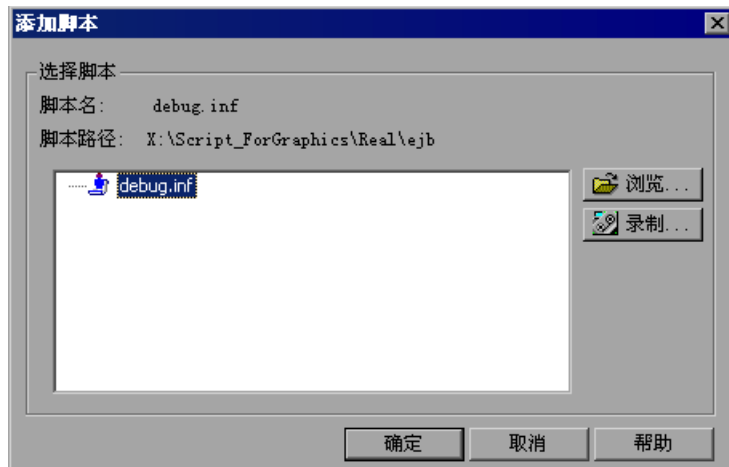 添加脚本
选择脚本
脚本名: debug.inf
脚本路径: X:\Script_ForGraphics\Real\ejb
debug.inf
浏览...
录制...
确定 取消 帮助